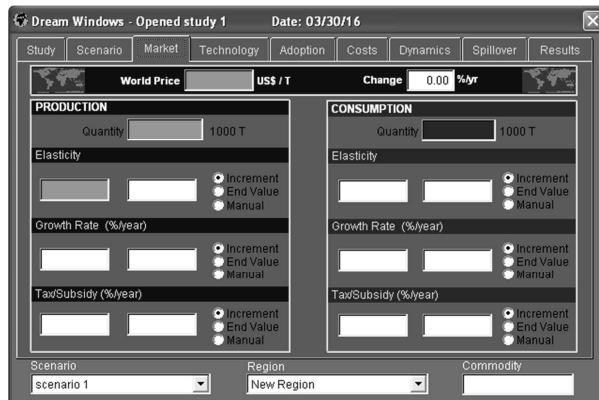 Dream Windows - Opened study 1 Date: 03/30/16
Study Scenario Market Technology Adoption Costs Dynamics Spillover Results
World Price US$ / T Change 0.00 %/yr
PRODUCTION
Quantity 1000 T
Elasticity
Increment
End Value
Manual
Growth Rate (%/year)
Increment
End Value
Manual
Tax/Subsidy (%/year)
Increment
End Value
Manual
CONSUMPTION
Quantity 1000 T
Elasticity
Increment
End Value
Manual
Growth Rate (%/year)
Increment
End Value
Manual
Tax/Subsidy (%/year)
Increment
End Value
Manual
Scenario Region Commodity
scenario 1 New Region